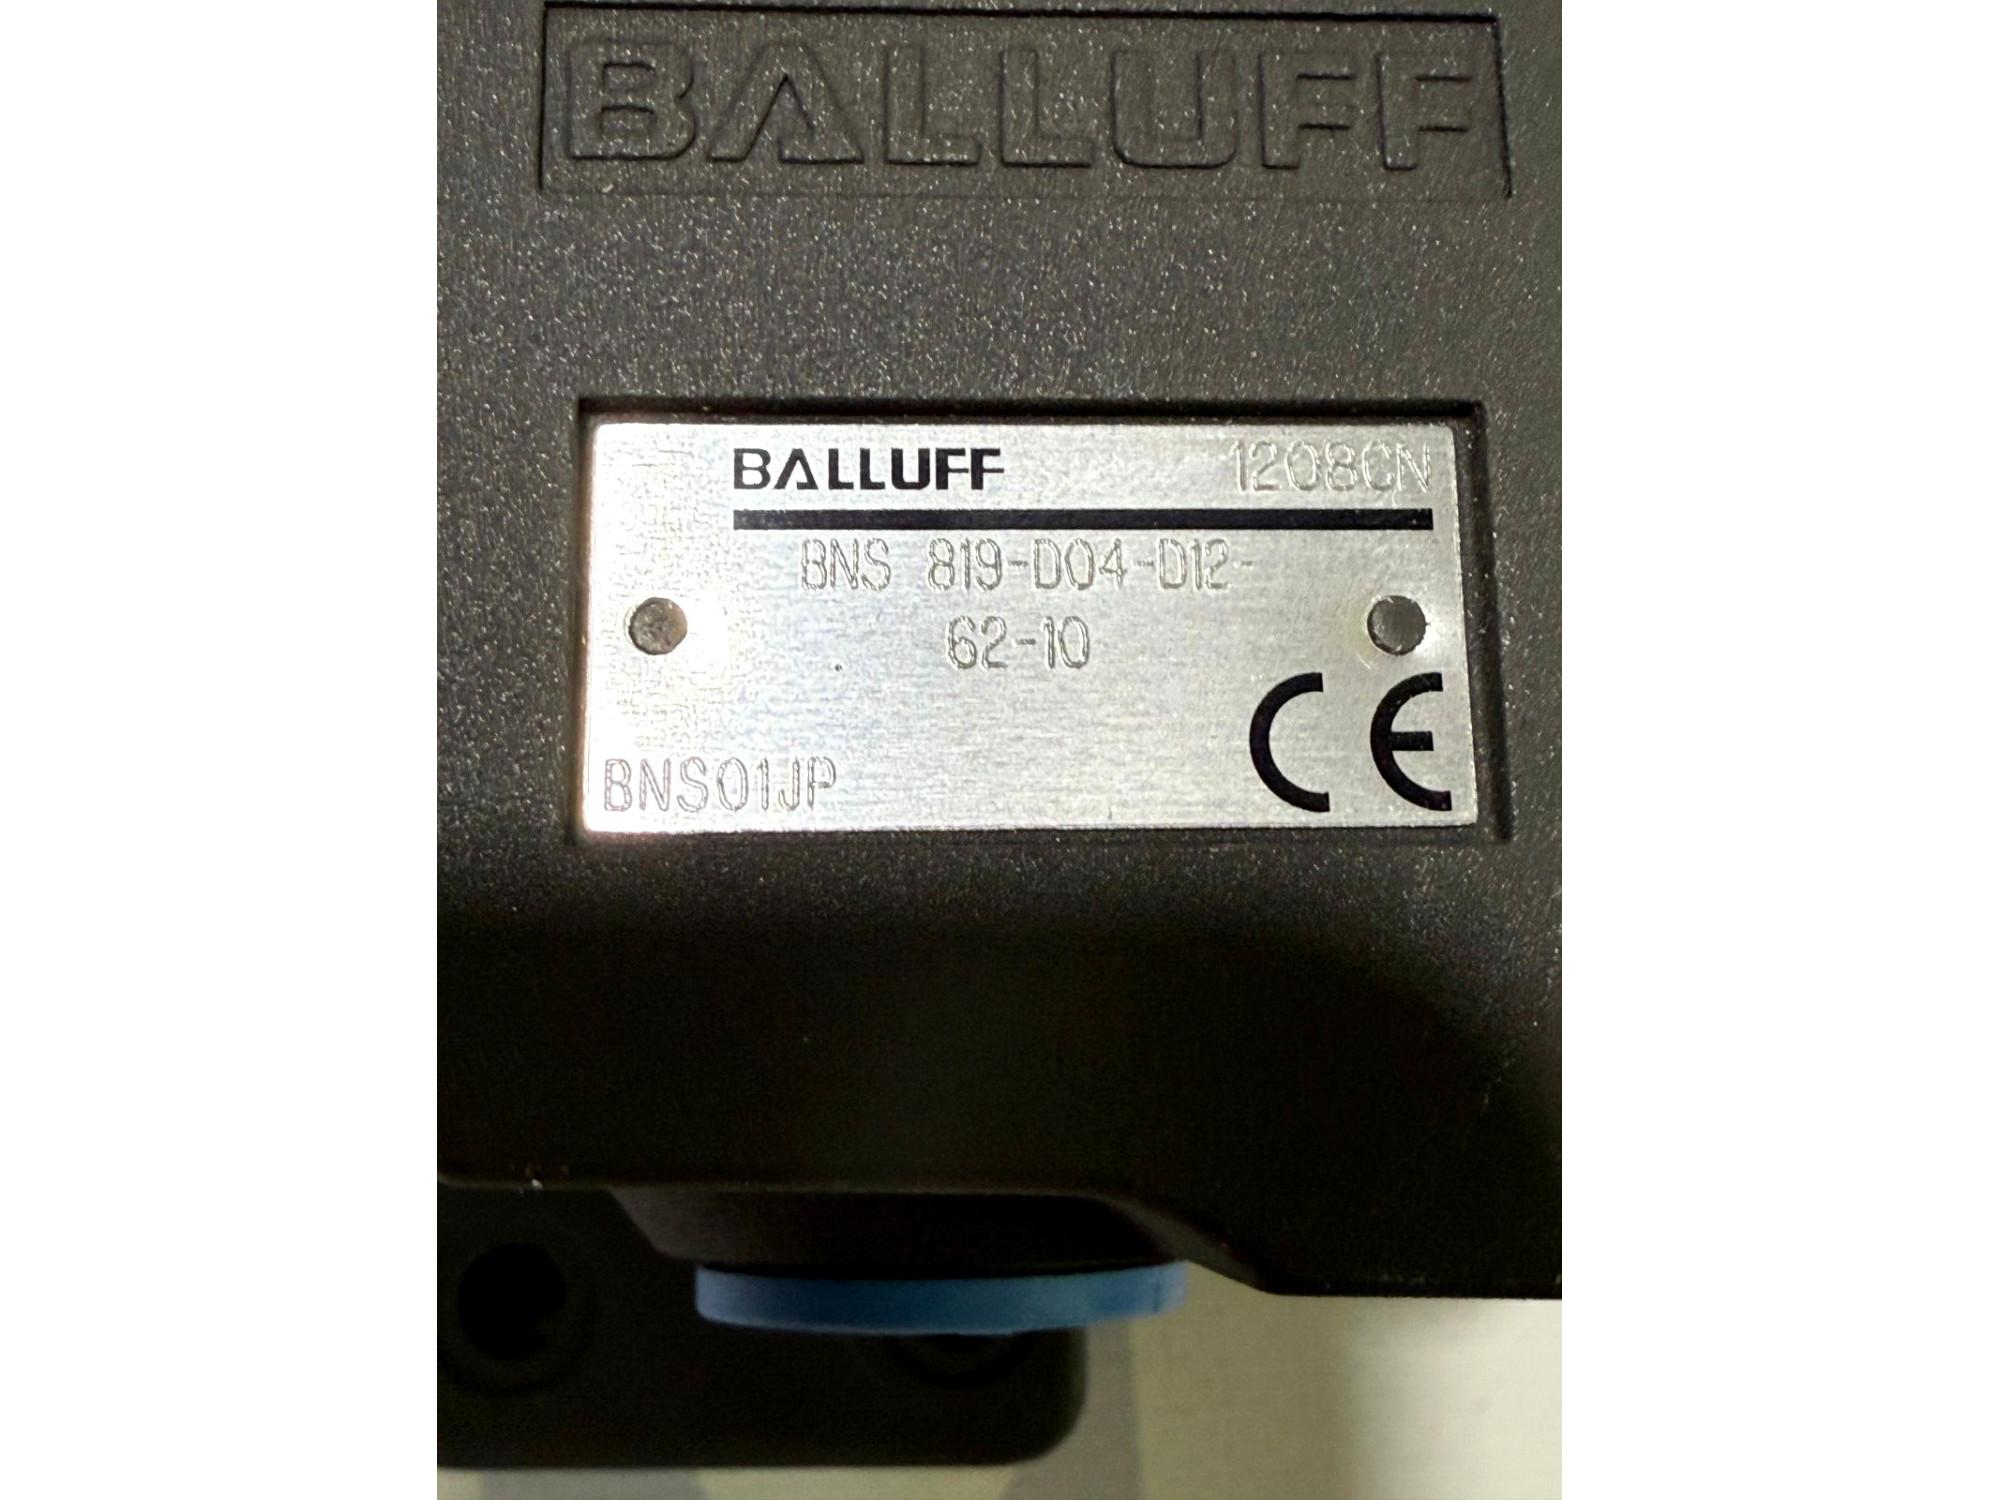 BALLUFF
BALLUFF 1208CN
BNS 819-D04-D12-
62-10
BNS01JP
CE